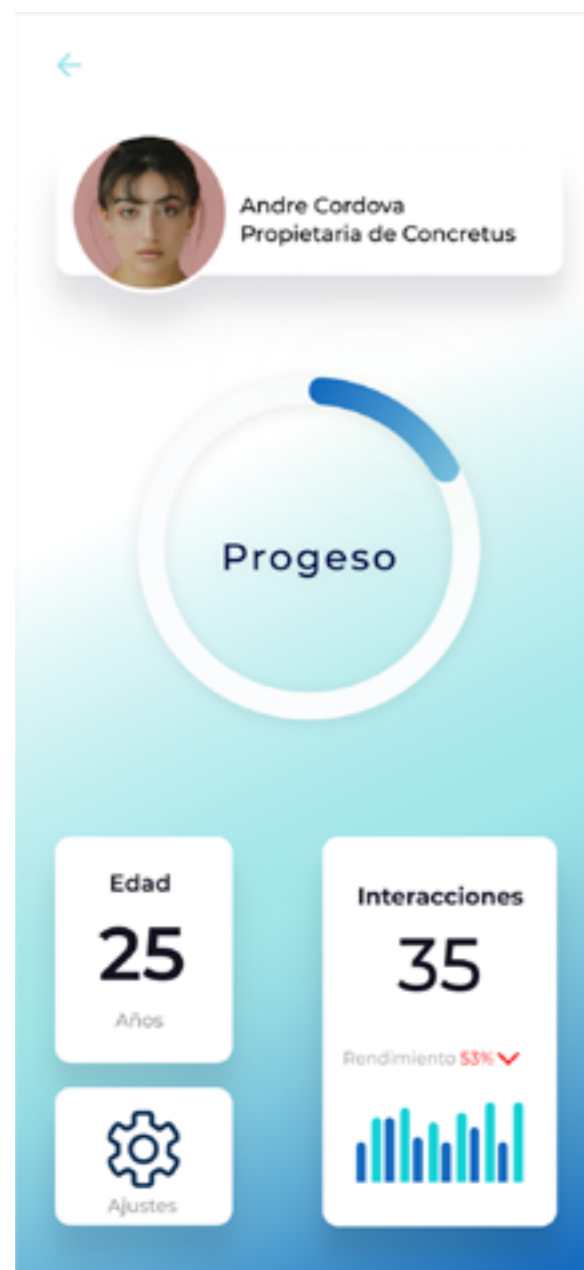 Andre Cordova
Propietaria de Concretus
Progeso
Edad
25
Años
Ajustes
Interacciones
35
Rendimiento 53%